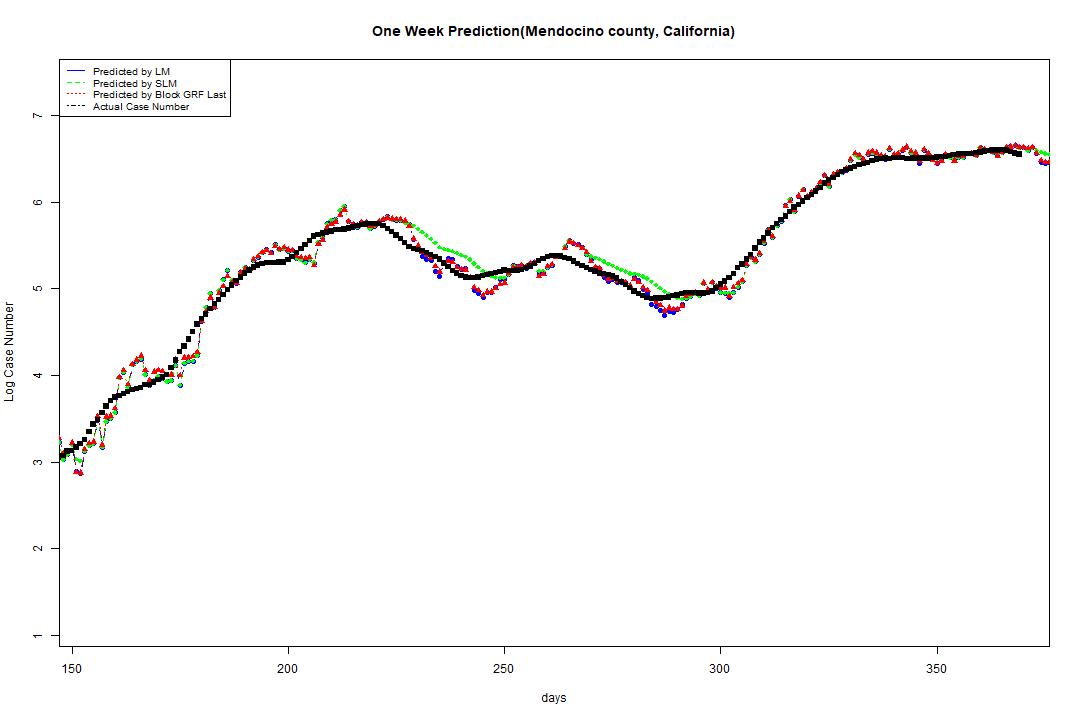 One Week Prediction(Mendocino county, California)
Predicted by LM
Predicted by SLM
Predicted by Block GRF Last
Actual Case Number
7
6
5
4
3
2
1
Log Case Number
150 200 250 300 350
days